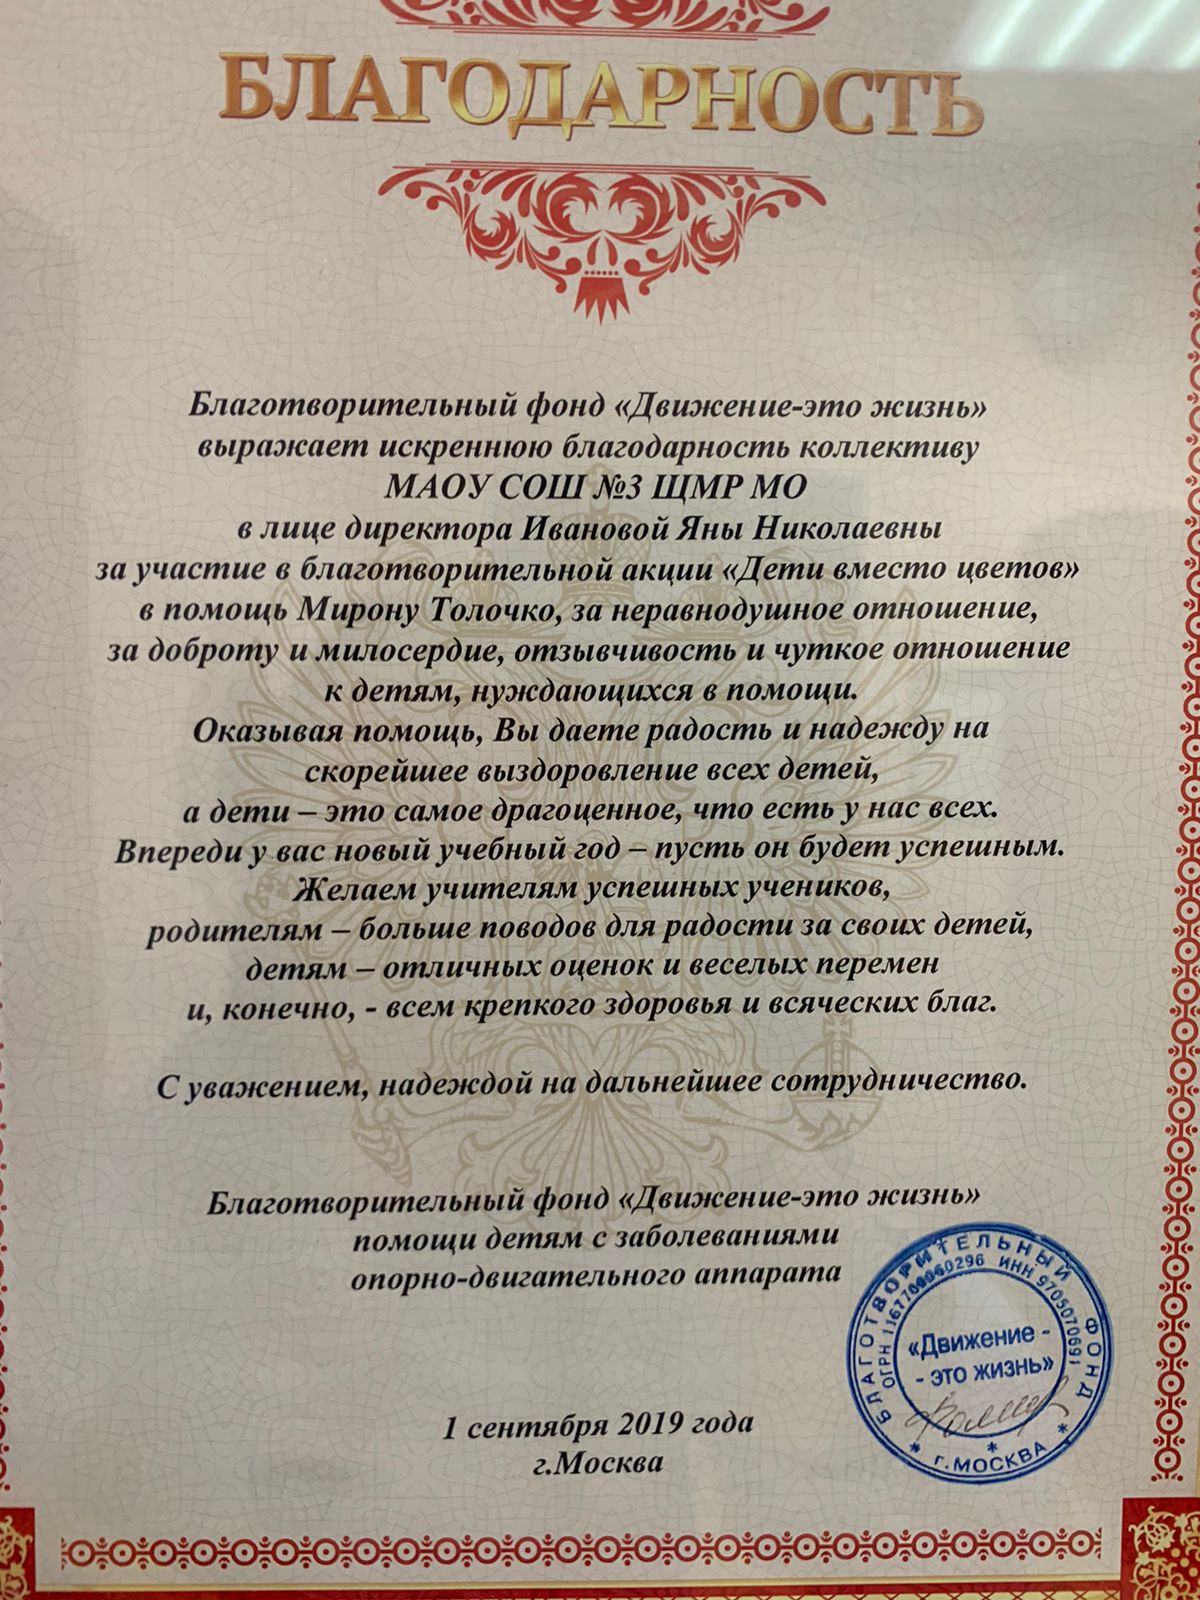 БЛАГОДАРНОСТЬ
Благотворительный фонд «Движение-это жизнь»
выражает искреннюю благодарность коллективу
МАОУ СОШ №3 ЩМР МО
в лице директора Ивановой Яны Николаевны
за участие в благотворительной акции «Дети вместо цветов»
в помощь Мирону Толочко, за неравнодушное отношение,
за доброту и милосердие, отзывчивость и чуткое отношение
к детям, нуждающихся в помощи.
Оказывая помощь, Вы даете радость и надежду на
скорейшее выздоровление всех детей,
а дети – это самое драгоценное, что есть у нас всех.
Впереди у вас новый учебный год – пусть он будет успешным.
Желаем учителям успешных учеников,
родителям – больше поводов для радости за своих детей,
детям – отличных оценок и веселых перемен
и, конечно, - всем крепкого здоровья и всяческих благ.
С уважением, надеждой на дальнейшее сотрудничество.
Благотворительный фонд «Движение-это жизнь»
помощи детям с заболеваниями
опорно-двигательного аппарата
БЛАГОТВОРИТЕЛЬНЫЙ ФОНД
ОГРН 1167700060296 ИНН 9705070691
«Движение -
- это жизнь»
* г.МОСКВА *
1 сентября 2019 года
г.Москва